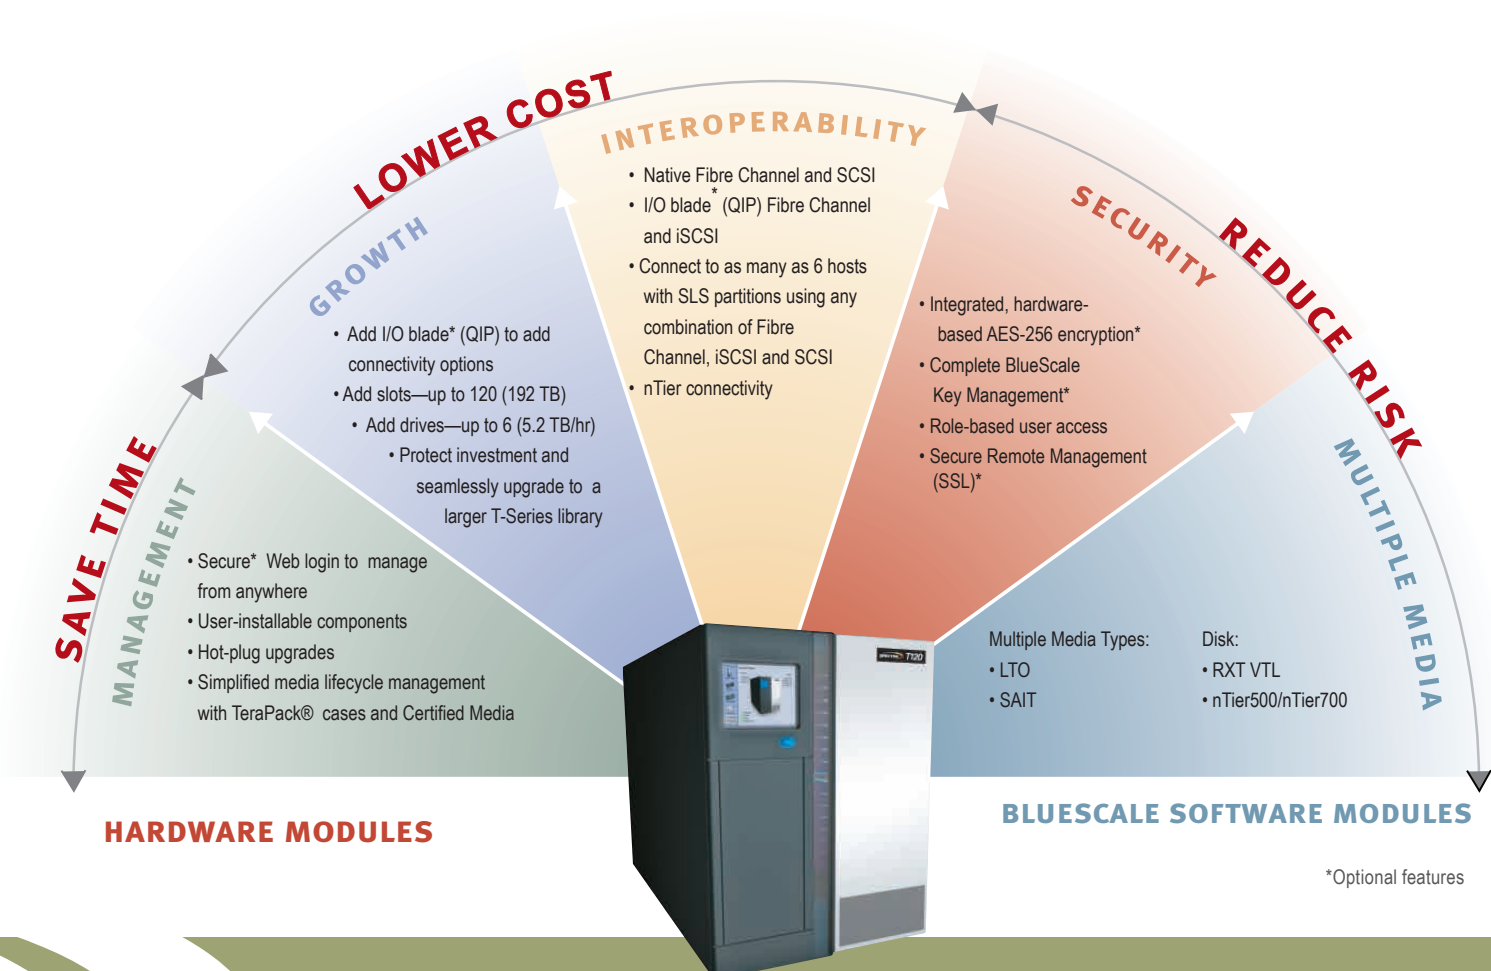 LOWER COST
INTEROPERABILITY
• Native Fibre Channel and SCSI
• I/O blade* (QIP) Fibre Channel
and iSCSI
• Connect to as many as 6 hosts
with SLS partitions using any
combination of Fibre
Channel, iSCSI and SCSI
• nTier connectivity
GROWTH
• Add I/O blade* (QIP) to add
connectivity options
• Add slots—up to 120 (192 TB)
• Add drives—up to 6 (5.2 TB/hr)
• Protect investment and
seamlessly upgrade to a
larger T-Series library
REDUCE RISK
SECURITY
• Integrated, hardware-
based AES-256 encryption*
• Complete BlueScale
Key Management*
• Role-based user access
• Secure Remote Management
(SSL)*
SAVE TIME
MANAGEMENT
• Secure* Web login to manage
from anywhere
• User-installable components
• Hot-plug upgrades
• Simplified media lifecycle management
with TeraPack® cases and Certified Media
MULTIPLE MEDIA
Multiple Media Types:
• LTO
• SAIT
Disk:
• RXT VTL
• nTier500/nTier700
T120
HARDWARE MODULES
BLUESCALE SOFTWARE MODULES
*Optional features